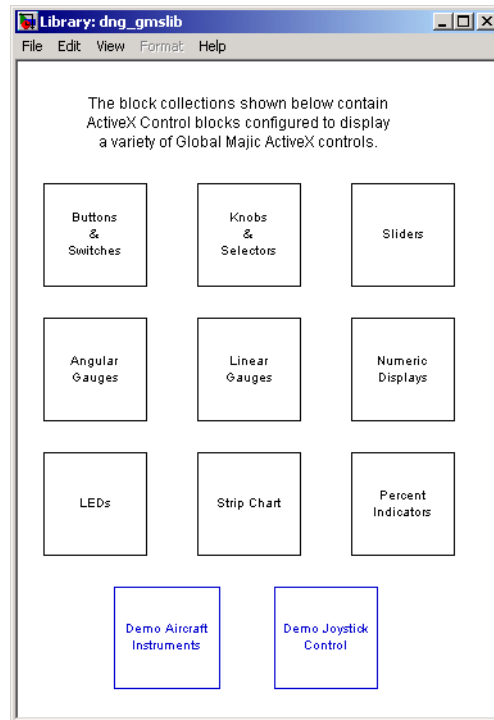 Library: dng_gmslib
File Edit View Format Help
The block collections shown below contain
ActiveX Control blocks configured to display
a variety of Global Majic ActiveX controls.
Buttons
&
Switches
Knobs
&
Selectors
Sliders
Angular
Gauges
Linear
Gauges
Numeric
Displays
LEDs
Strip Chart
Percent
Indicators
Demo Aircraft
Instruments
Demo Joystick
Control